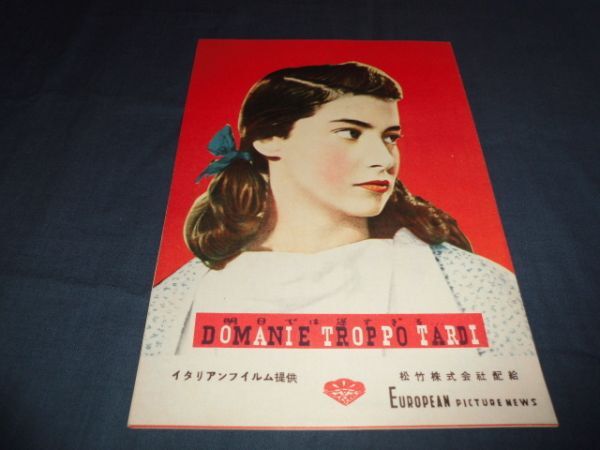 明日では遅すぎる
DOMANIE TROPPO TARDI
イタリアンフイルム提供
松竹株式会社配給
EUROPEAN PICTURE NEWS